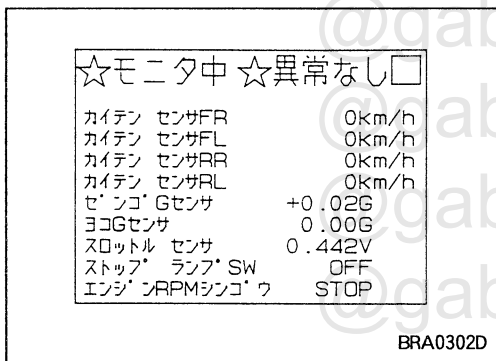 @gab
☆モニタ中 ☆異常なし□
カイテン センサFR 0km/h
カイテン センサFL 0km/h
@gab
カイテン センサRR 0km/h
カイテン センサRL 0km/h
ゼンゴGセンサ +0.02G
ヨコGセンサ 0.00G
スロットル センサ 0.442V
ストップ ランプSW OFF
エンジンRPMシンゴウ STOP
@gab
BRA0302D